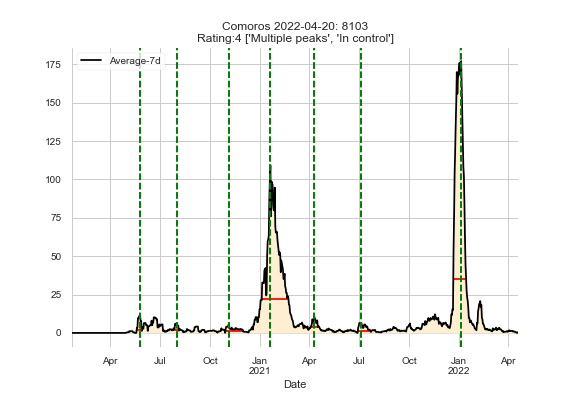 Comoros 2022-04-20: 8103
Rating:4 ['Multiple peaks', 'In control']
Average-7d
175
150
125
100
75
50
25
0
Apr
Jul
Oct
Jan
2021
Apr
Jul
Oct
Jan
2022
Apr
Date